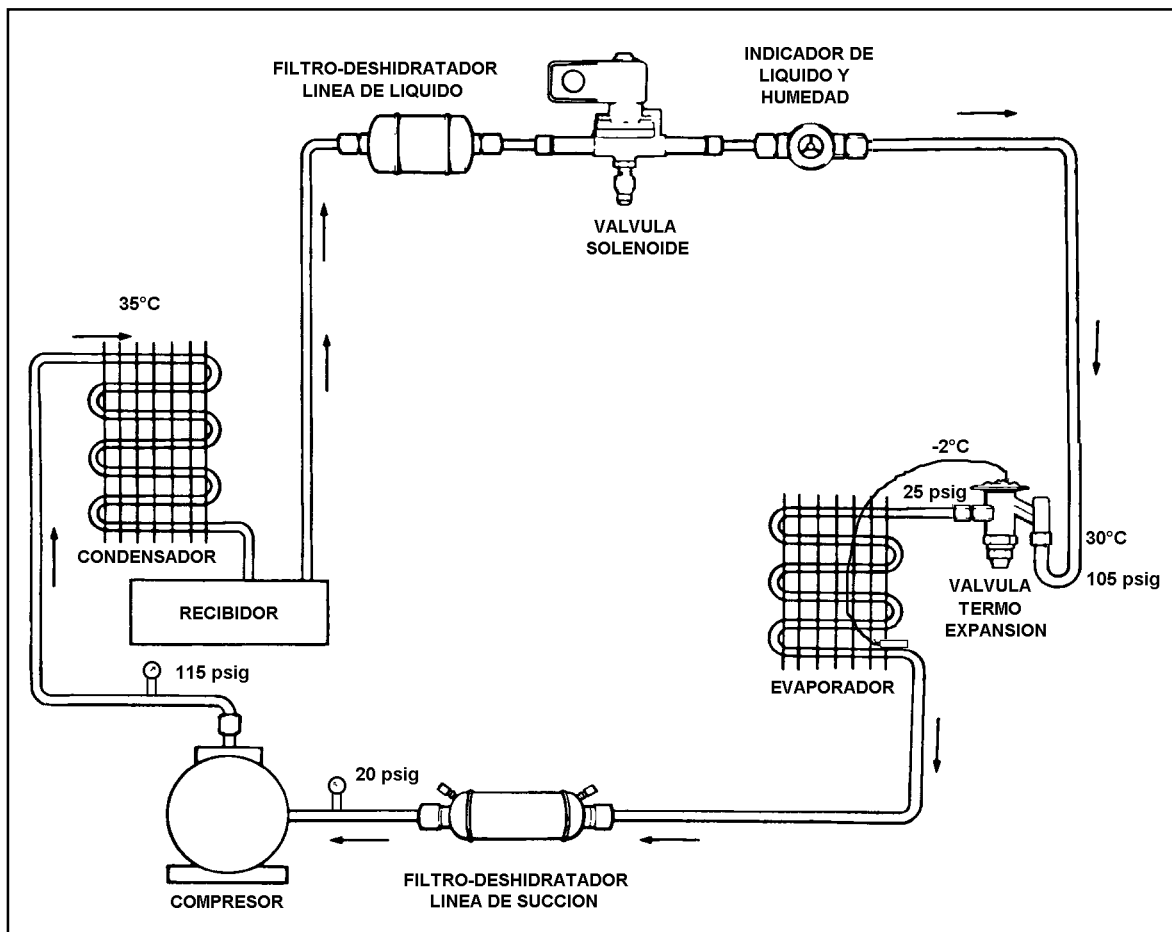 FILTRO-DESHIDRATADOR
LINEA DE LIQUIDO
INDICADOR DE
LIQUIDO Y
HUMEDAD
VALVULA
SOLENOIDE
35°C
CONDENSADOR
RECIBIDOR
-2°C
25 psig
30°C
105 psig
VALVULA
TERMO
EXPANSION
EVAPORADOR
115 psig
20 psig
COMPRESOR
FILTRO-DESHIDRATADOR
LINEA DE SUCCION